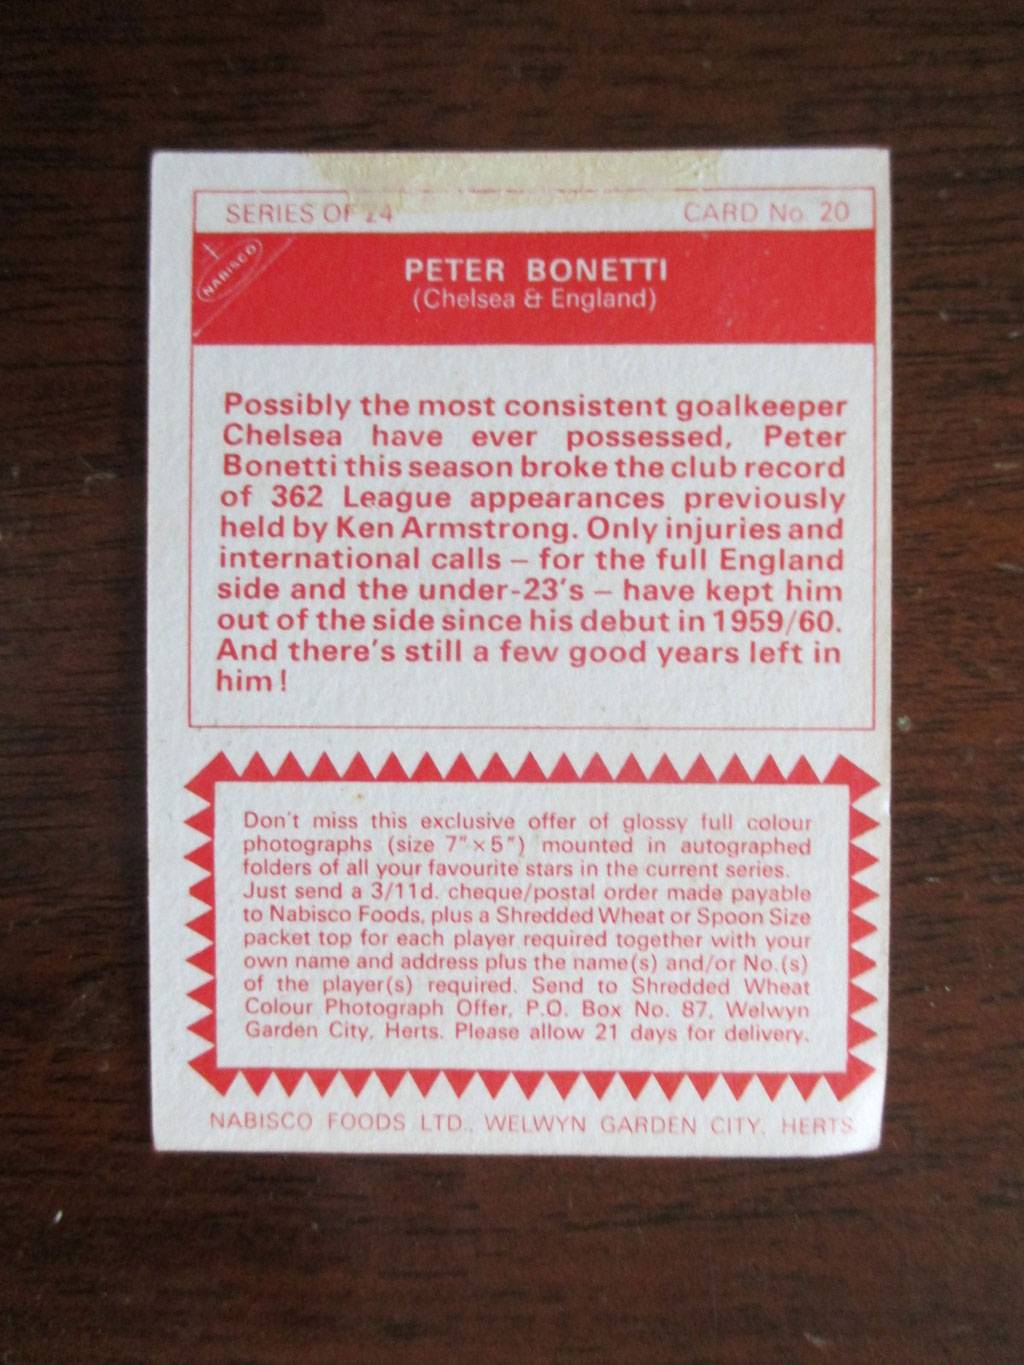 SERIES OF 24 CARD No. 20
NABISCO
PETER BONETTI
(Chelsea & England)
Possibly the most consistent goalkeeper
Chelsea have ever possessed, Peter
Bonetti this season broke the club record
of 362 League appearances previously
held by Ken Armstrong. Only injuries and
international calls – for the full England
side and the under-23's – have kept him
out of the side since his debut in 1959/60.
And there's still a few good years left in
him!
Don't miss this exclusive offer of glossy full colour
photographs (size 7" × 5") mounted in autographed
folders of all your favourite stars in the current series.
Just send a 3/11d. cheque/postal order made payable
to Nabisco Foods, plus a Shredded Wheat or Spoon Size
packet top for each player required together with your
own name and address plus the name(s) and/or No.(s)
of the player(s) required. Send to Shredded Wheat
Colour Photograph Offer, P.O. Box No. 87, Welwyn
Garden City, Herts. Please allow 21 days for delivery.
NABISCO FOODS LTD., WELWYN GARDEN CITY, HERTS.